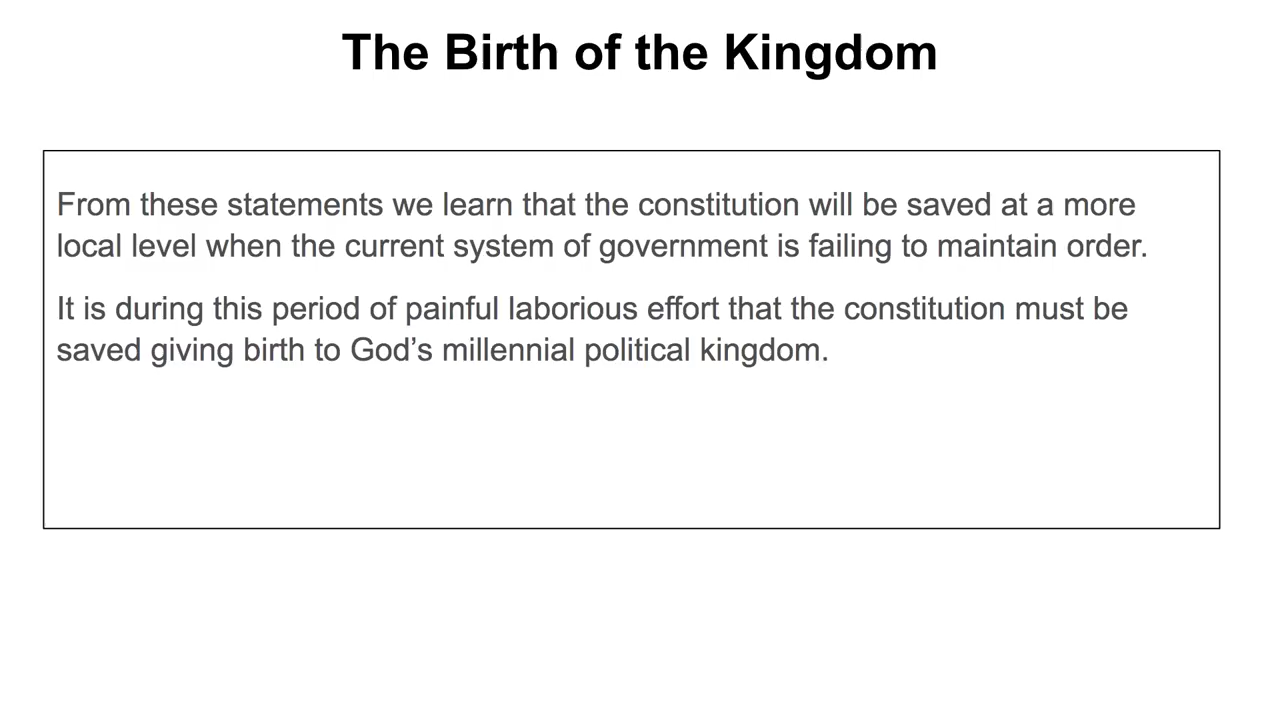 The Birth of the Kingdom
From these statements we learn that the constitution will be saved at a more
local level when the current system of government is failing to maintain order.
It is during this period of painful laborious effort that the constitution must be
saved giving birth to God’s millennial political kingdom.